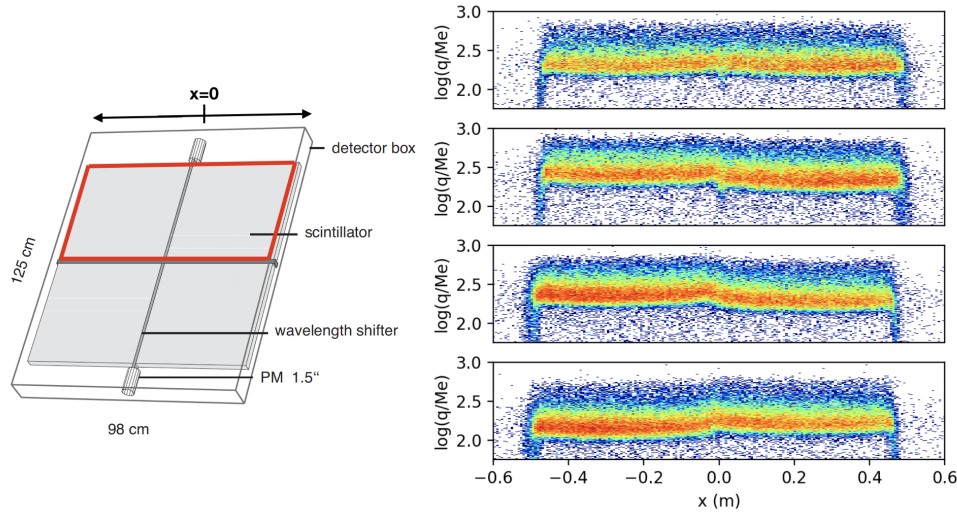 x=0
detector box
scintillator
125 cm
wavelength shifter
PM 1.5“
98 cm
3.0
2.5
2.0
log(q/Me)
3.0
2.5
2.0
log(q/Me)
3.0
2.5
2.0
log(q/Me)
3.0
2.5
2.0
log(q/Me)
−0.6 −0.4 −0.2 0.0 0.2 0.4 0.6
x (m)